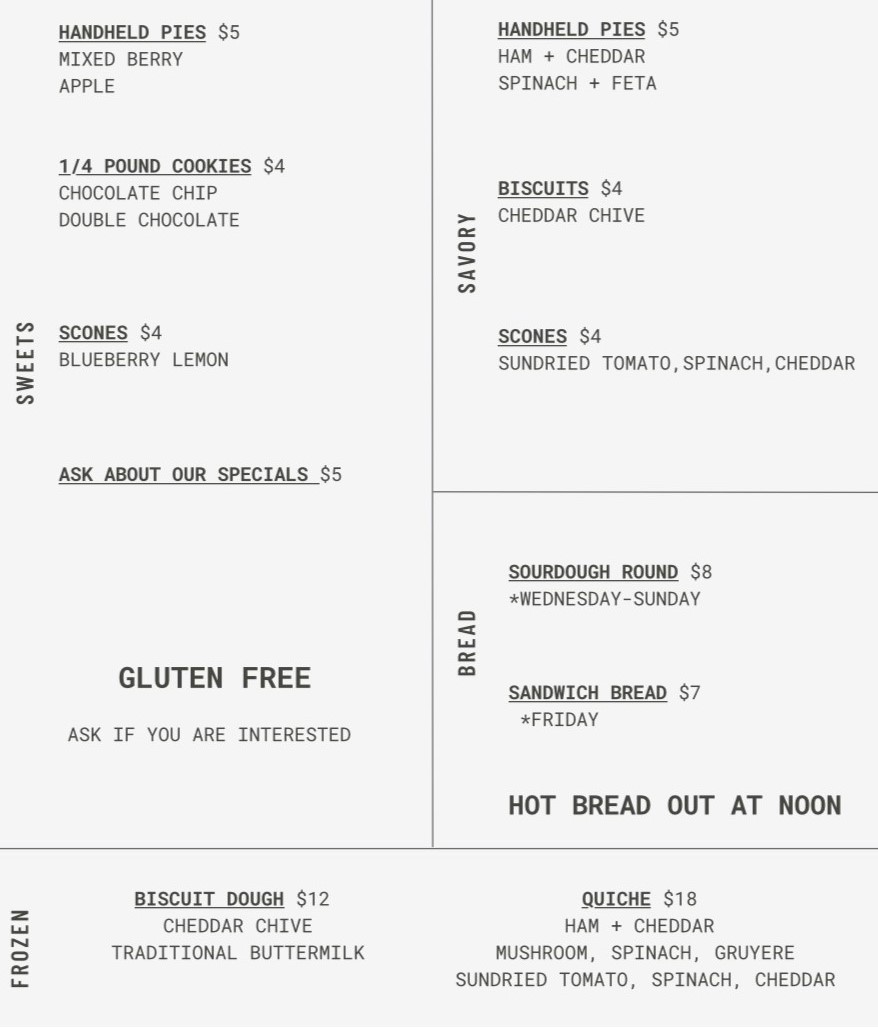 SWEETS
HANDHELD PIES $5
MIXED BERRY
APPLE
1/4 POUND COOKIES $4
CHOCOLATE CHIP
DOUBLE CHOCOLATE
SCONES $4
BLUEBERRY LEMON
ASK ABOUT OUR SPECIALS $5
GLUTEN FREE
ASK IF YOU ARE INTERESTED
SAVORY
HANDHELD PIES $5
HAM + CHEDDAR
SPINACH + FETA
BISCUITS $4
CHEDDAR CHIVE
SCONES $4
SUNDRIED TOMATO,SPINACH,CHEDDAR
BREAD
SOURDOUGH ROUND $8
*WEDNESDAY-SUNDAY
SANDWICH BREAD $7
*FRIDAY
HOT BREAD OUT AT NOON
FROZEN
BISCUIT DOUGH $12
CHEDDAR CHIVE
TRADITIONAL BUTTERMILK
QUICHE $18
HAM + CHEDDAR
MUSHROOM, SPINACH, GRUYERE
SUNDRIED TOMATO, SPINACH, CHEDDAR